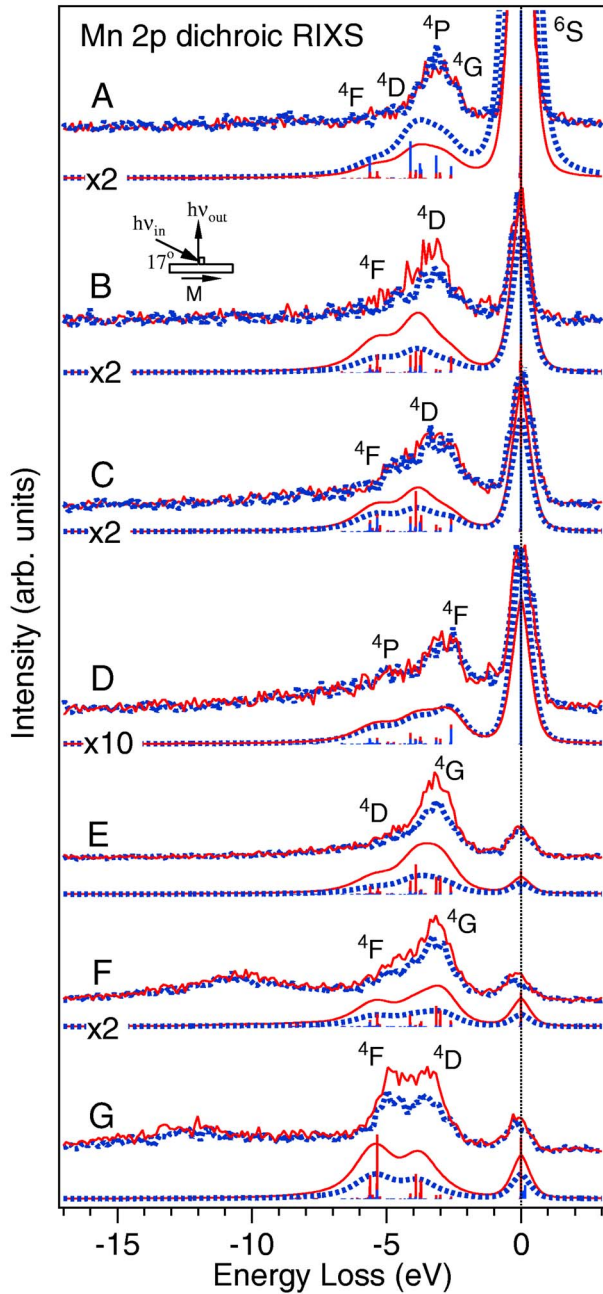 Mn 2p dichroic RIXS
⁶S
⁴P
⁴F
⁴D
⁴G
A
x2
hν_in
hν_out
17°
M
⁴D
⁴F
B
x2
⁴D
⁴F
C
x2
⁴F
⁴P
D
x10
⁴G
⁴D
E
⁴G
⁴F
F
x2
⁴F
⁴D
G
Intensity (arb. units)
-15
-10
-5
0
Energy Loss (eV)